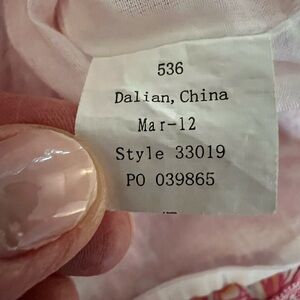 536
Dalian, China
Mar-12
Style 33019
PO 039865